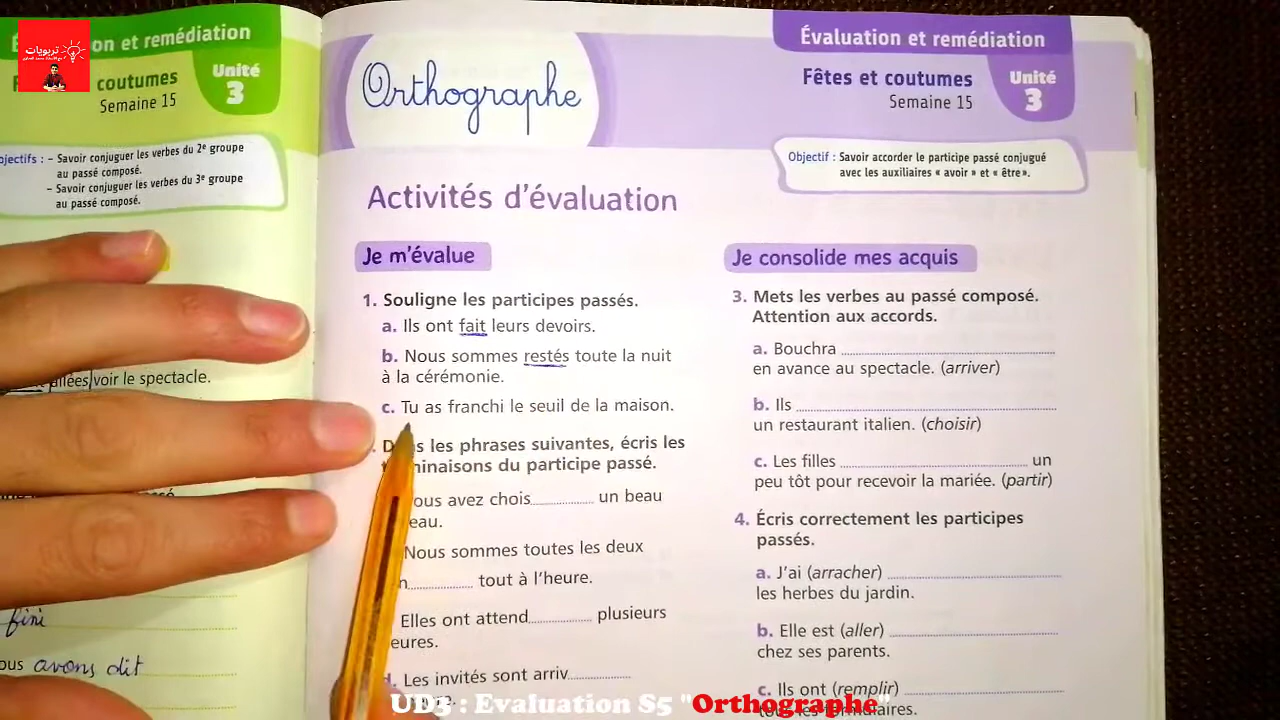 تربويات
on et remédiation
coutumes
Semaine 15
Unité
3
jectifs : - Savoir conjuguer les verbes du 2e groupe
au passé composé.
- Savoir conjuguer les verbes du 3e groupe
au passé composé.
allées voir le spectacle.
fini
ous avons dit
Orthographe
Évaluation et remédiation
Fêtes et coutumes
Semaine 15
Unité
3
Objectif : Savoir accorder le participe passé conjugué
avec les auxiliaires « avoir » et « être ».
Activités d'évaluation
Je m'évalue
1. Souligne les participes passés.
a. Ils ont fait leurs devoirs.
b. Nous sommes restés toute la nuit
à la cérémonie.
c. Tu as franchi le seuil de la maison.
les phrases suivantes, écris les
minaisons du participe passé.
ous avez chois.......... un beau
eau.
Nous sommes toutes les deux
n.......... tout à l'heure.
Elles ont attend.......... plusieurs
eures.
d. Les invités sont arriv..........
Je consolide mes acquis
3. Mets les verbes au passé composé.
Attention aux accords.
a. Bouchra ..........
en avance au spectacle. (arriver)
b. Ils ..........
un restaurant italien. (choisir)
c. Les filles .......... un
peu tôt pour recevoir la mariée. (partir)
4. Écris correctement les participes
passés.
a. J'ai (arracher) ..........
les herbes du jardin.
b. Elle est (aller) ..........
chez ses parents.
c. Ils ont (remplir) ..........
UD3 : Evaluation S5 "Orthographe"